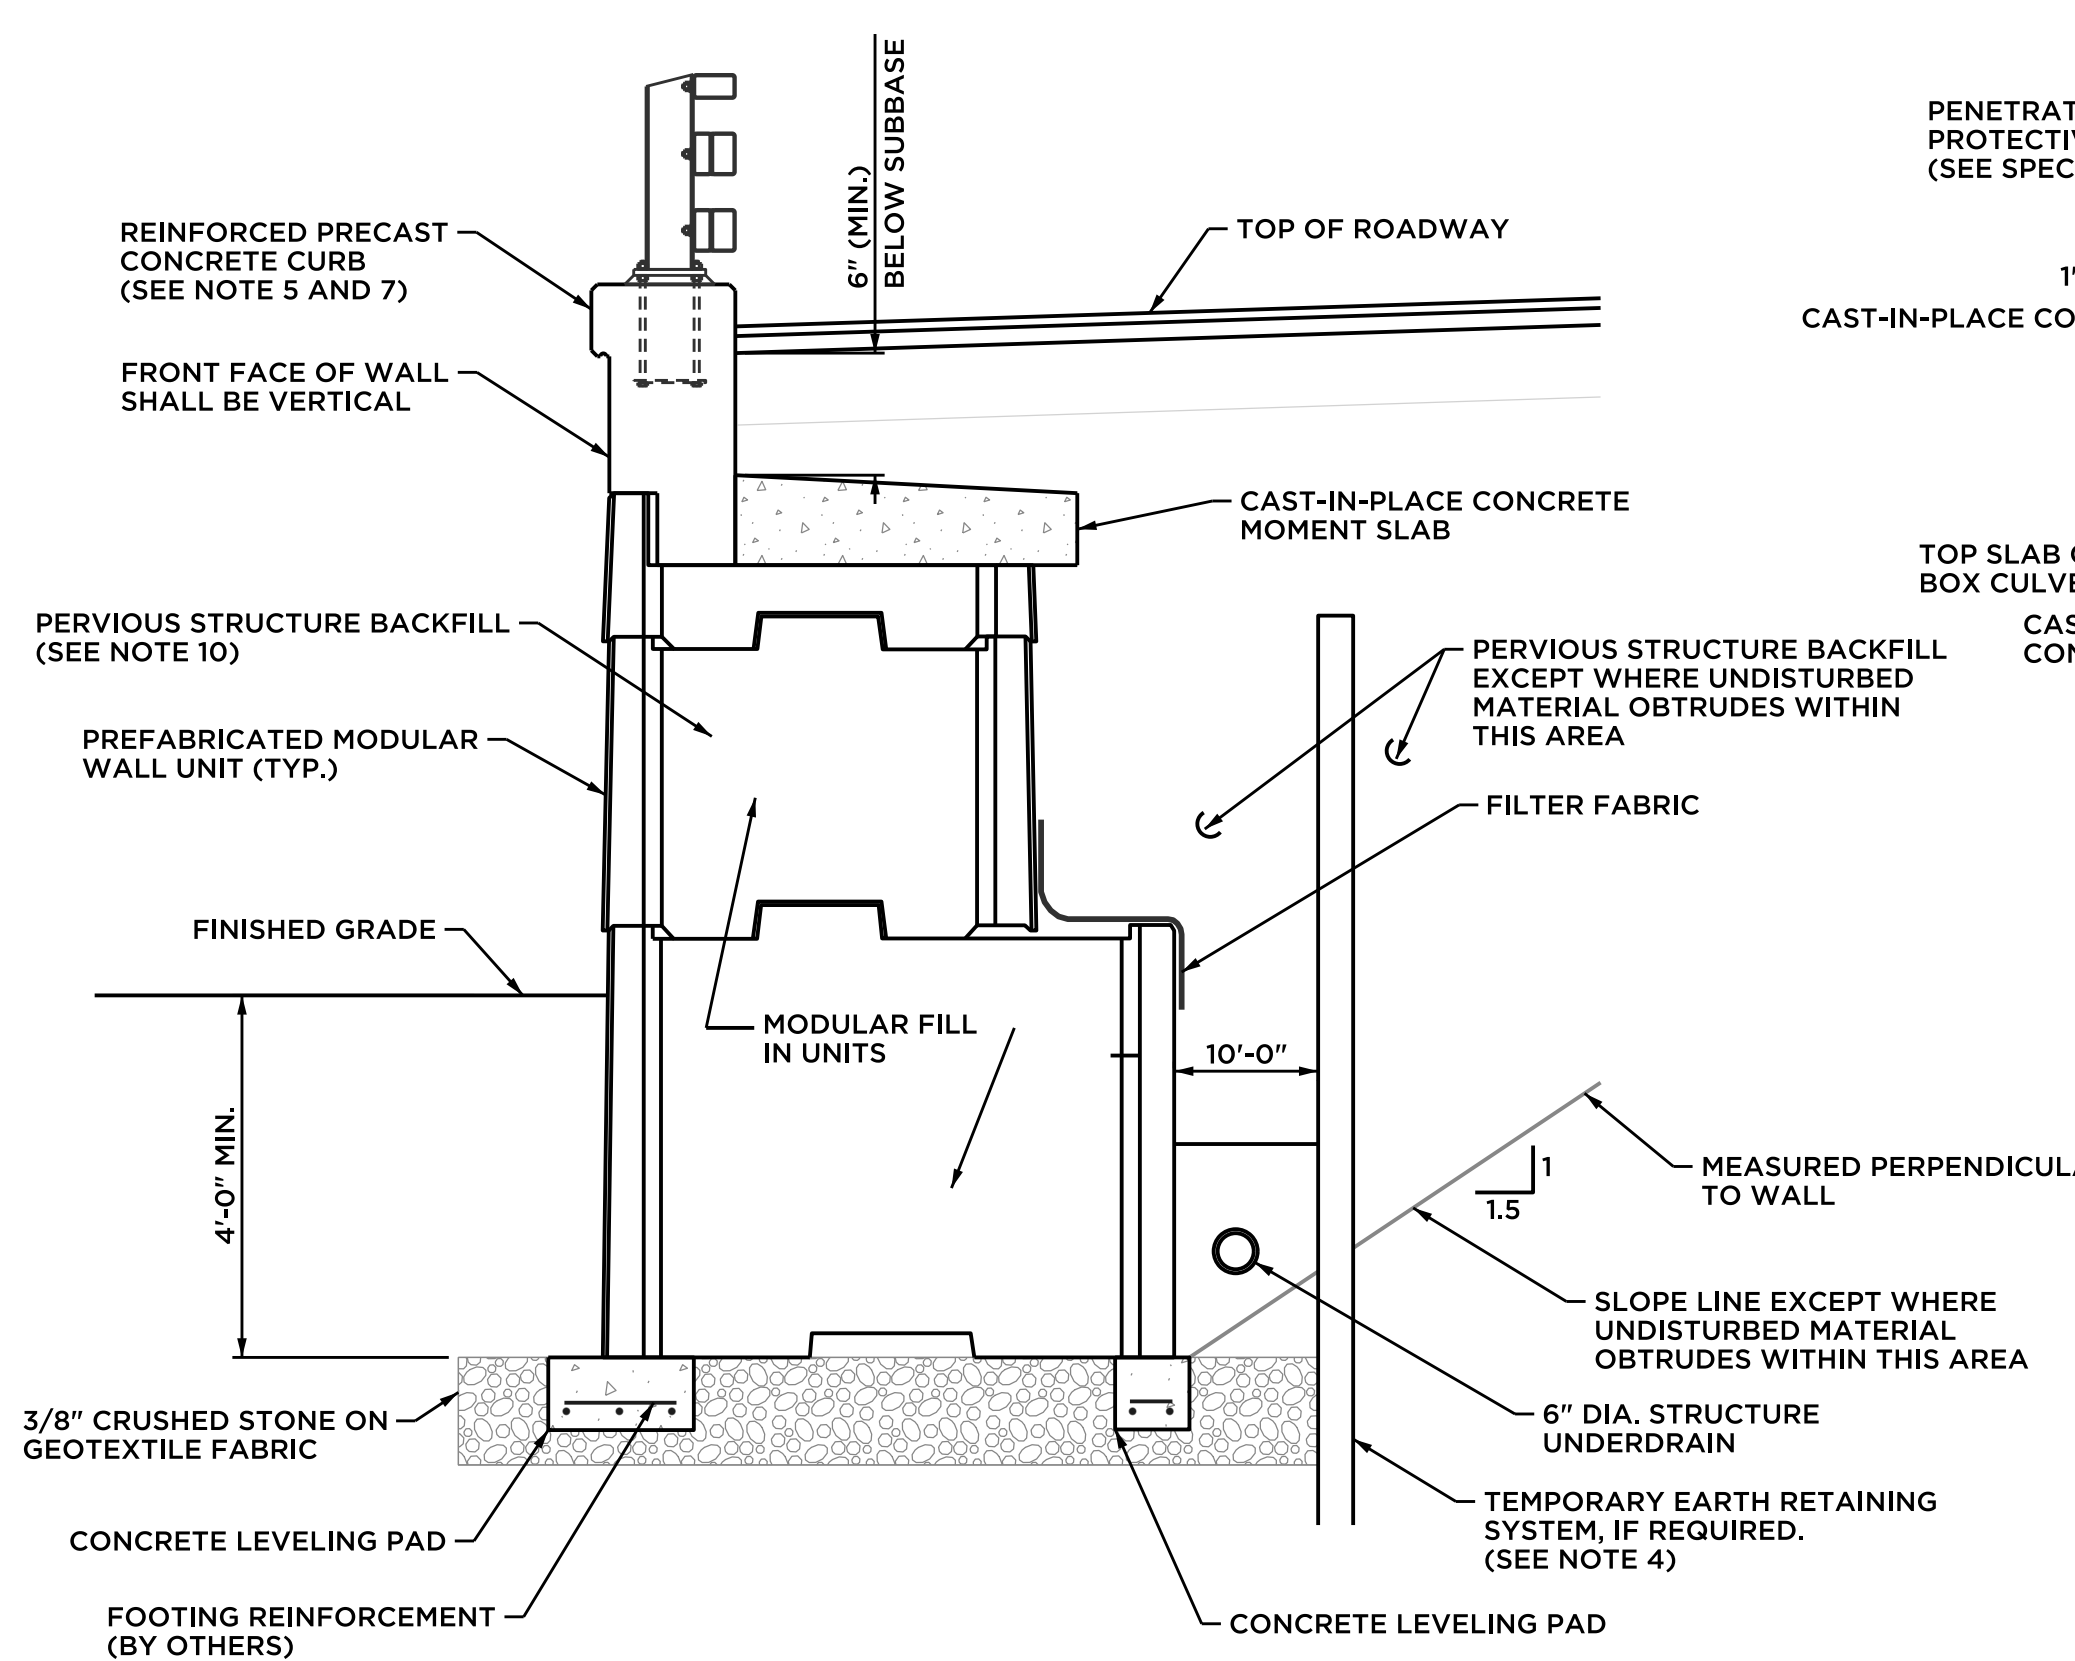 6" (MIN.)
BELOW SUBBASE
REINFORCED PRECAST
CONCRETE CURB
(SEE NOTE 5 AND 7)
TOP OF ROADWAY
FRONT FACE OF WALL
SHALL BE VERTICAL
CAST-IN-PLACE CONCRETE
MOMENT SLAB
PERVIOUS STRUCTURE BACKFILL
(SEE NOTE 10)
PERVIOUS STRUCTURE BACKFILL
EXCEPT WHERE UNDISTURBED
MATERIAL OBTRUDES WITHIN
THIS AREA
PREFABRICATED MODULAR
WALL UNIT (TYP.)
FILTER FABRIC
FINISHED GRADE
MODULAR FILL
IN UNITS
10'-0"
4'-0" MIN.
1
1.5
MEASURED PERPENDICULA
TO WALL
SLOPE LINE EXCEPT WHERE
UNDISTURBED MATERIAL
OBTRUDES WITHIN THIS AREA
3/8" CRUSHED STONE ON
GEOTEXTILE FABRIC
6" DIA. STRUCTURE
UNDERDRAIN
TEMPORARY EARTH RETAINING
SYSTEM, IF REQUIRED.
(SEE NOTE 4)
CONCRETE LEVELING PAD
FOOTING REINFORCEMENT
(BY OTHERS)
CONCRETE LEVELING PAD
PENETRAT
PROTECTIV
(SEE SPEC
1'
CAST-IN-PLACE CO
TOP SLAB
BOX CULVE
CAS
CON